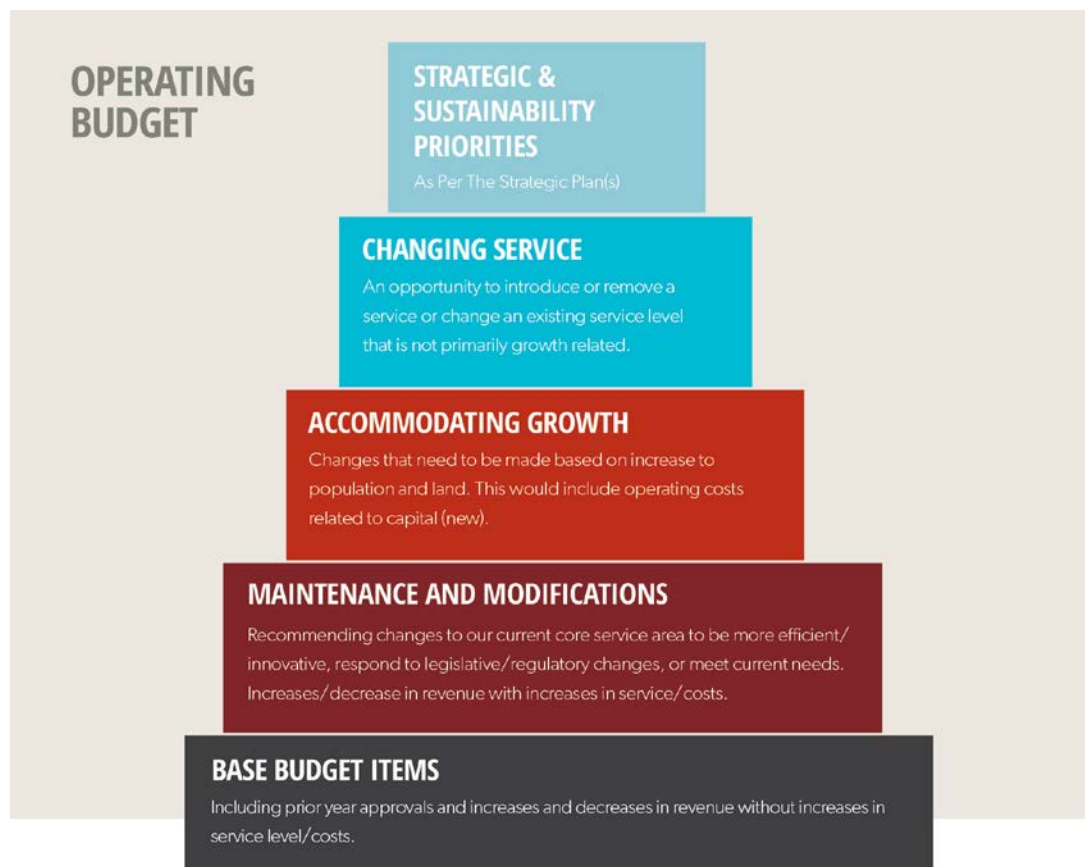 OPERATING
BUDGET
STRATEGIC &
SUSTAINABILITY
PRIORITIES
As Per The Strategic Plan(s)
CHANGING SERVICE
An opportunity to introduce or remove a
service or change an existing service level
that is not primarily growth related.
ACCOMMODATING GROWTH
Changes that need to be made based on increase to
population and land. This would include operating costs
related to capital (new).
MAINTENANCE AND MODIFICATIONS
Recommending changes to our current core service area to be more efficient/
innovative, respond to legislative/regulatory changes, or meet current needs.
Increases/decrease in revenue with increases in service/costs.
BASE BUDGET ITEMS
Including prior year approvals and increases and decreases in revenue without increases in
service level/costs.